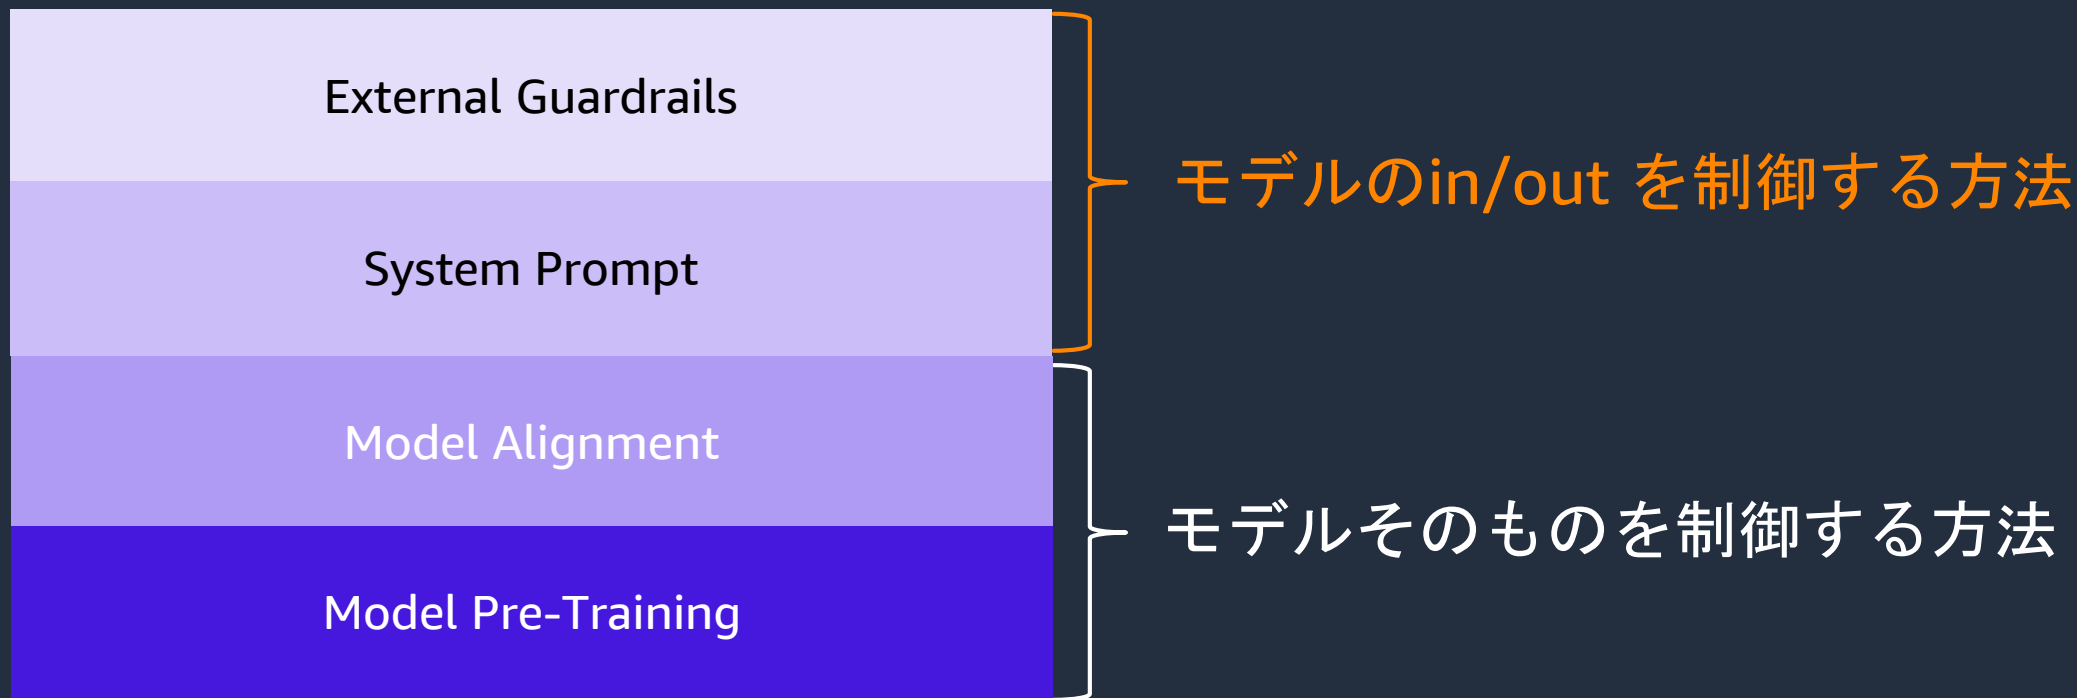 External Guardrails
モデルのin/out を制御する方法
System Prompt
Model Alignment
モデルそのものを制御する方法
Model Pre-Training